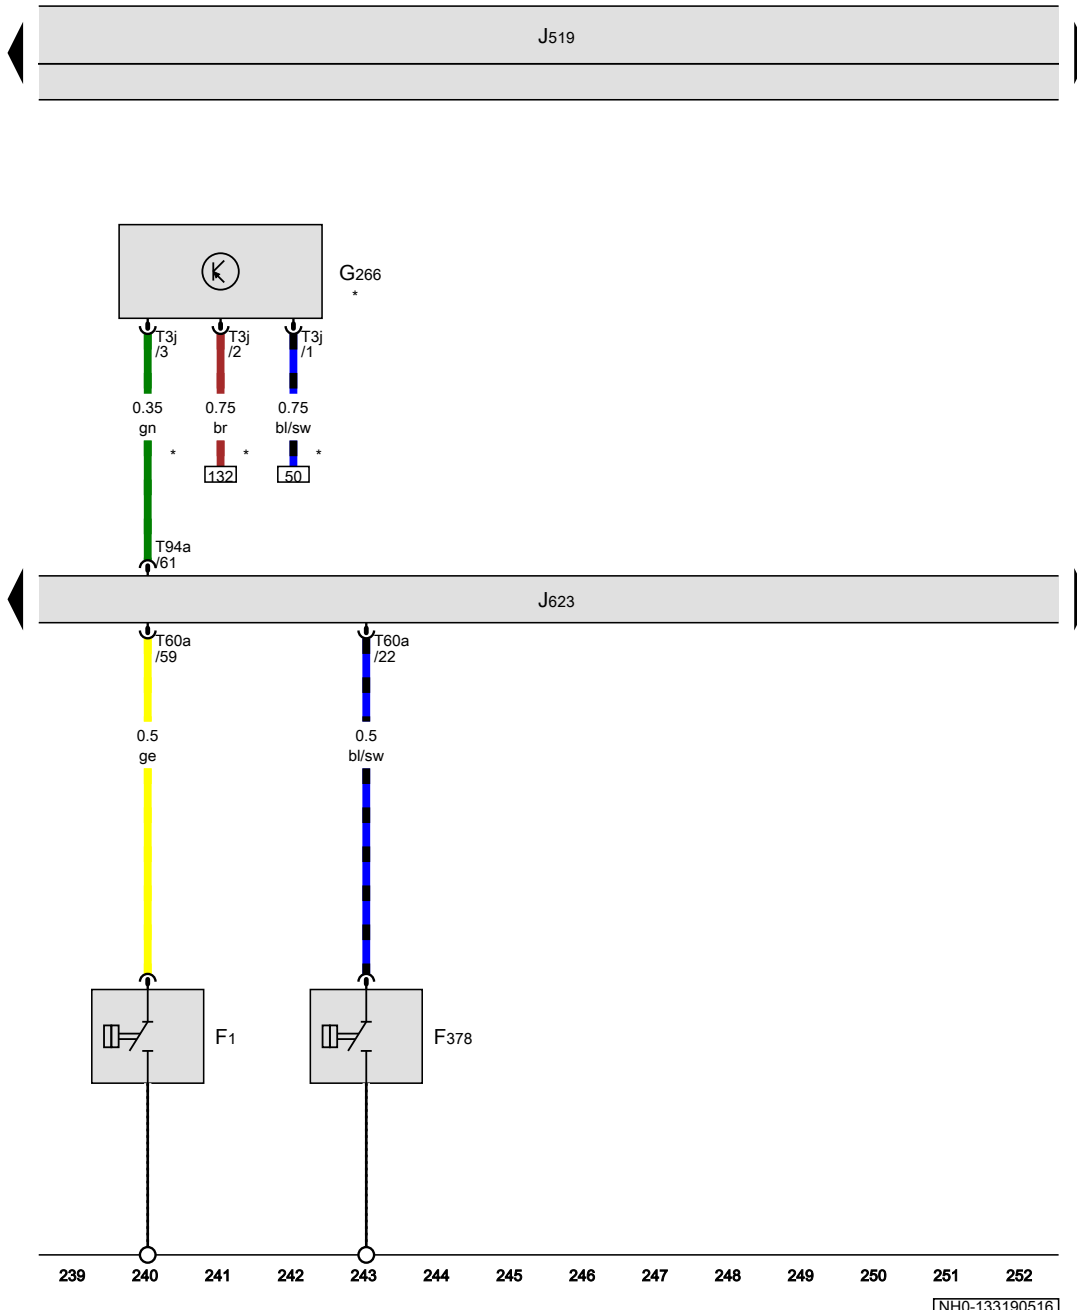 J519
G266
*
T3j T3j T3j
/3 /2 /1
0.35 0.75 0.75
gn br bl/sw
* * *
132 50
T94a
/61
J623
T60a T60a
/59 /22
0.5 0.5
ge bl/sw
F1 F378
239 240 241 242 243 244 245 246 247 248 249 250 251 252
NH0-133190516